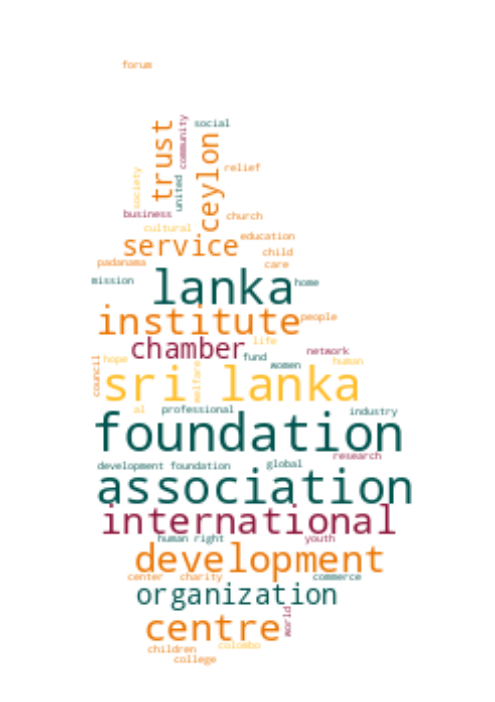 forum
social
trust
community
ceylon
relief
society
united
business
church
cultural
education
service
child
padanama
care
mission
lanka
home
institute
people
chamber
life
network
council
hope
fund
women
human
welfare
sri lanka
al
professional
industry
foundation
research
development foundation
global
association
international
human right
youth
development
center
charity
commerce
organization
world
centre
colombo
children
college